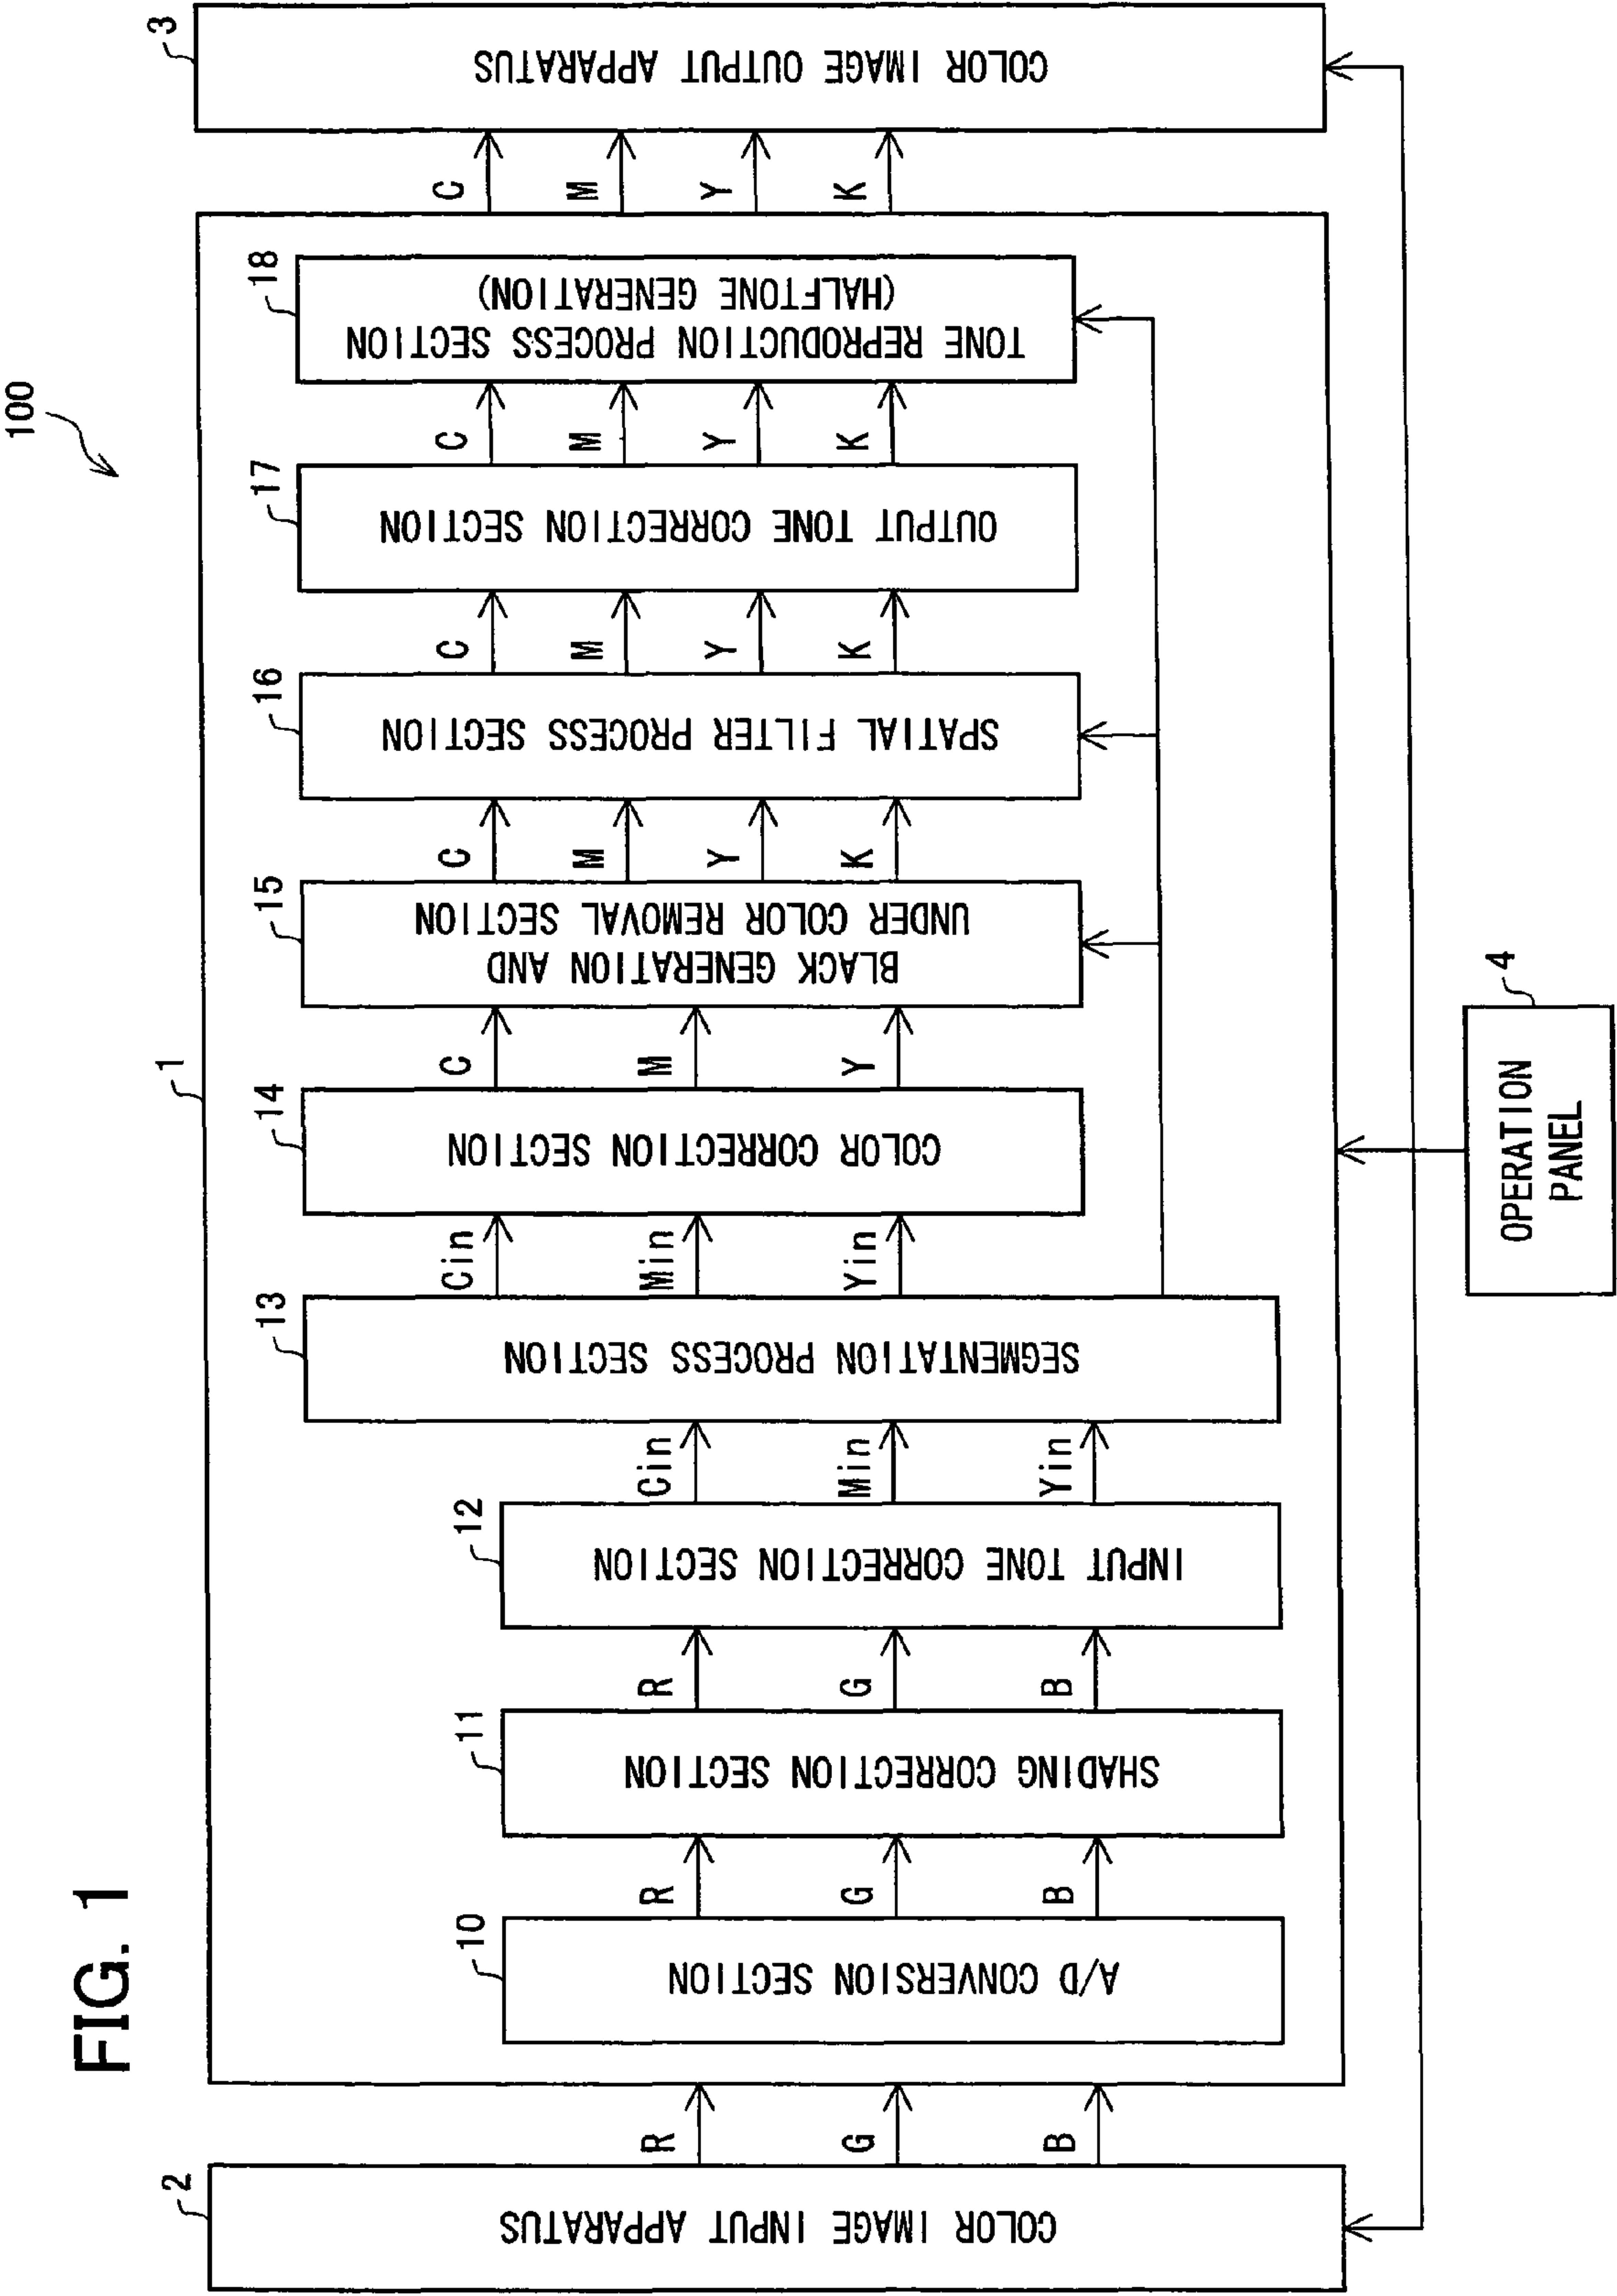 FIG. 1
100
1
2
COLOR IMAGE INPUT APPARATUS
R
G
B
10
A/D CONVERSION SECTION
R
G
B
11
SHADING CORRECTION SECTION
R
G
B
12
INPUT TONE CORRECTION SECTION
Cin
Min
Yin
13
SEGMENTATION PROCESS SECTION
Cin
Min
Yin
14
COLOR CORRECTION SECTION
C
M
Y
15
BLACK GENERATION AND
UNDER COLOR REMOVAL SECTION
C
M
Y
K
16
SPATIAL FILTER PROCESS SECTION
C
M
Y
K
17
OUTPUT TONE CORRECTION SECTION
C
M
Y
K
18
TONE REPRODUCTION PROCESS SECTION
(HALFTONE GENERATION)
C
M
Y
K
3
COLOR IMAGE OUTPUT APPARATUS
4
OPERATION
PANEL